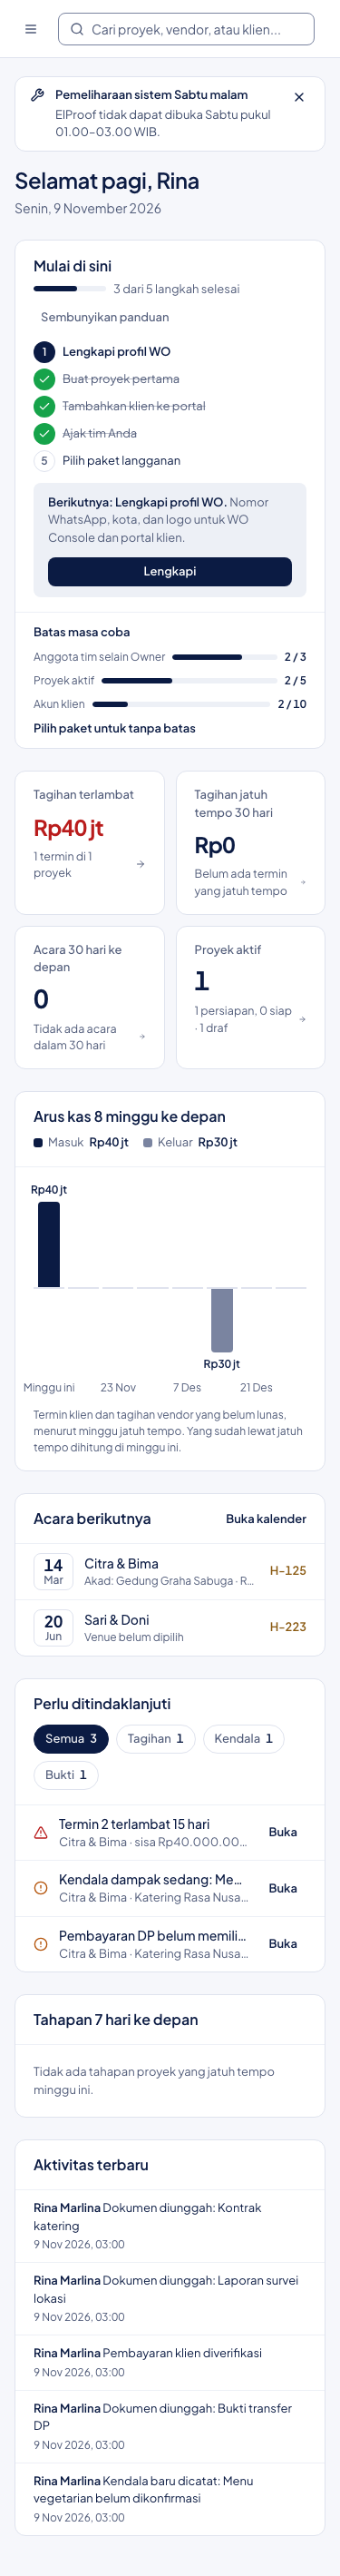 Cari proyek, vendor, atau klien...
Pemeliharaan sistem Sabtu malam
ElProof tidak dapat dibuka Sabtu pukul
01.00–03.00 WIB.
Selamat pagi, Rina
Senin, 9 November 2026
Mulai di sini
3 dari 5 langkah selesai
Sembunyikan panduan
1 Lengkapi profil WO
Buat proyek pertama
Tambahkan klien ke portal
Ajak tim Anda
5 Pilih paket langganan
Berikutnya: Lengkapi profil WO. Nomor
WhatsApp, kota, dan logo untuk WO
Console dan portal klien.
Lengkapi
Batas masa coba
Anggota tim selain Owner 2 / 3
Proyek aktif 2 / 5
Akun klien 2 / 10
Pilih paket untuk tanpa batas
Tagihan terlambat
Rp40 jt
1 termin di 1
proyek
Tagihan jatuh
tempo 30 hari
Rp0
Belum ada termin
yang jatuh tempo
Acara 30 hari ke
depan
0
Tidak ada acara
dalam 30 hari
Proyek aktif
1
1 persiapan, 0 siap
· 1 draf
Arus kas 8 minggu ke depan
Masuk Rp40 jt Keluar Rp30 jt
Rp40 jt
Rp30 jt
Minggu ini 23 Nov 7 Des 21 Des
Termin klien dan tagihan vendor yang belum lunas,
menurut minggu jatuh tempo. Yang sudah lewat jatuh
tempo dihitung di minggu ini.
Acara berikutnya Buka kalender
14 Citra & Bima H-125
Mar Akad: Gedung Graha Sabuga · R...
20 Sari & Doni H-223
Jun Venue belum dipilih
Perlu ditindaklanjuti
Semua 3 Tagihan 1 Kendala 1
Bukti 1
Termin 2 terlambat 15 hari Buka
Citra & Bima · sisa Rp40.000.00...
Kendala dampak sedang: Me... Buka
Citra & Bima · Katering Rasa Nusa...
Pembayaran DP belum memili... Buka
Citra & Bima · Katering Rasa Nusa...
Tahapan 7 hari ke depan
Tidak ada tahapan proyek yang jatuh tempo
minggu ini.
Aktivitas terbaru
Rina Marlina Dokumen diunggah: Kontrak
katering
9 Nov 2026, 03:00
Rina Marlina Dokumen diunggah: Laporan survei
lokasi
9 Nov 2026, 03:00
Rina Marlina Pembayaran klien diverifikasi
9 Nov 2026, 03:00
Rina Marlina Dokumen diunggah: Bukti transfer
DP
9 Nov 2026, 03:00
Rina Marlina Kendala baru dicatat: Menu
vegetarian belum dikonfirmasi
9 Nov 2026, 03:00